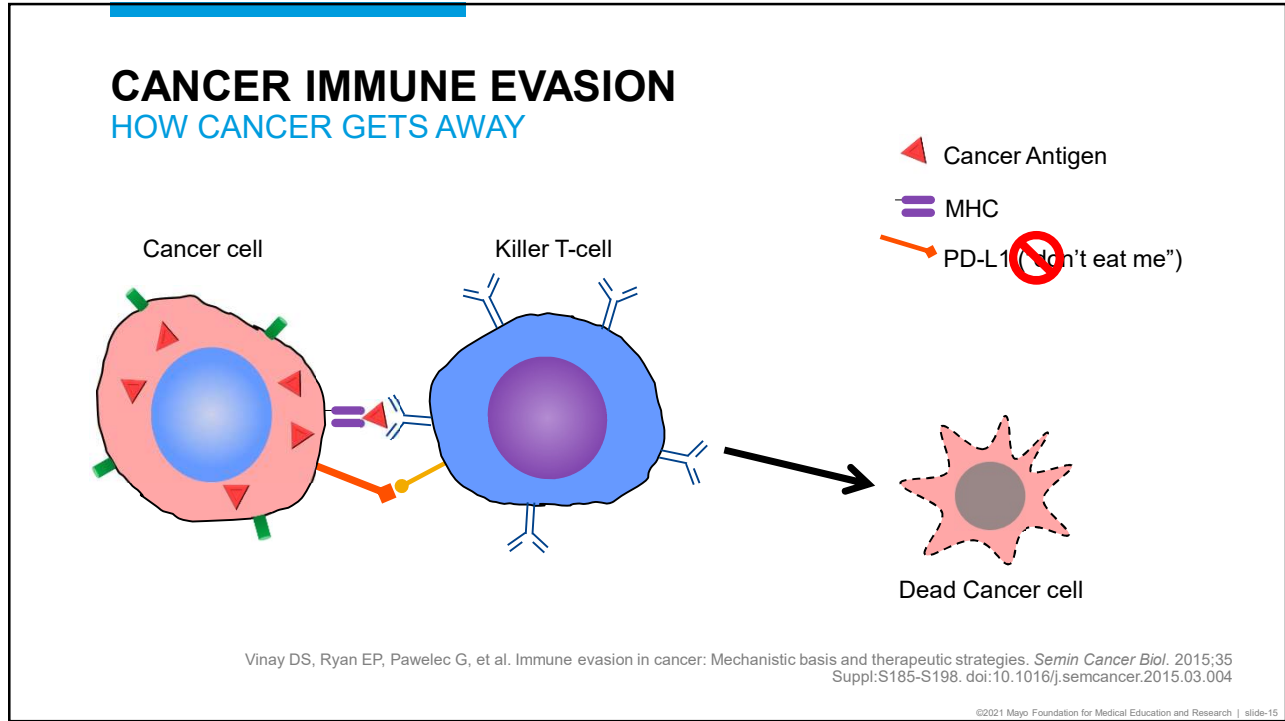 CANCER IMMUNE EVASION
HOW CANCER GETS AWAY
Cancer Antigen
MHC
PD-L1 (“don’t eat me”)
Cancer cell
Killer T-cell
Dead Cancer cell
Vinay DS, Ryan EP, Pawelec G, et al. Immune evasion in cancer: Mechanistic basis and therapeutic strategies. Semin Cancer Biol. 2015;35
Suppl:S185-S198. doi:10.1016/j.semcancer.2015.03.004
©2021 Mayo Foundation for Medical Education and Research | slide-15